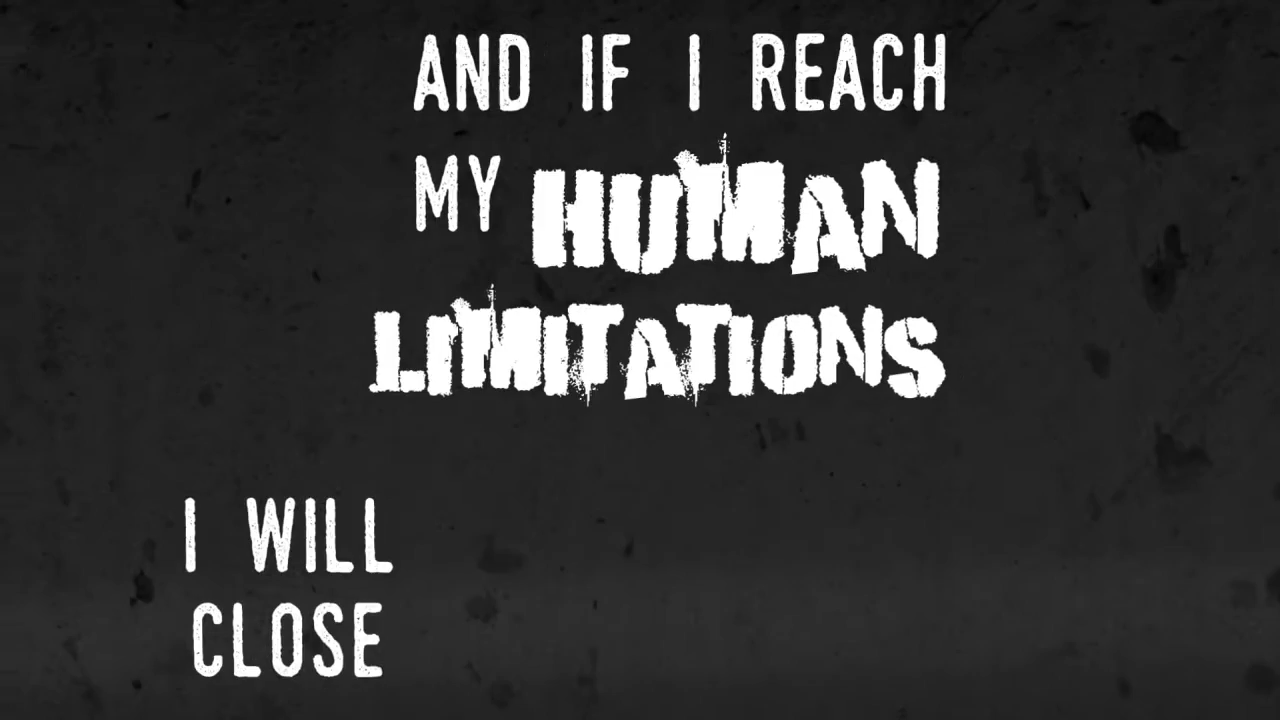 AND IF I REACH
MY HUMAN
LIMITATIONS
I WILL
CLOSE